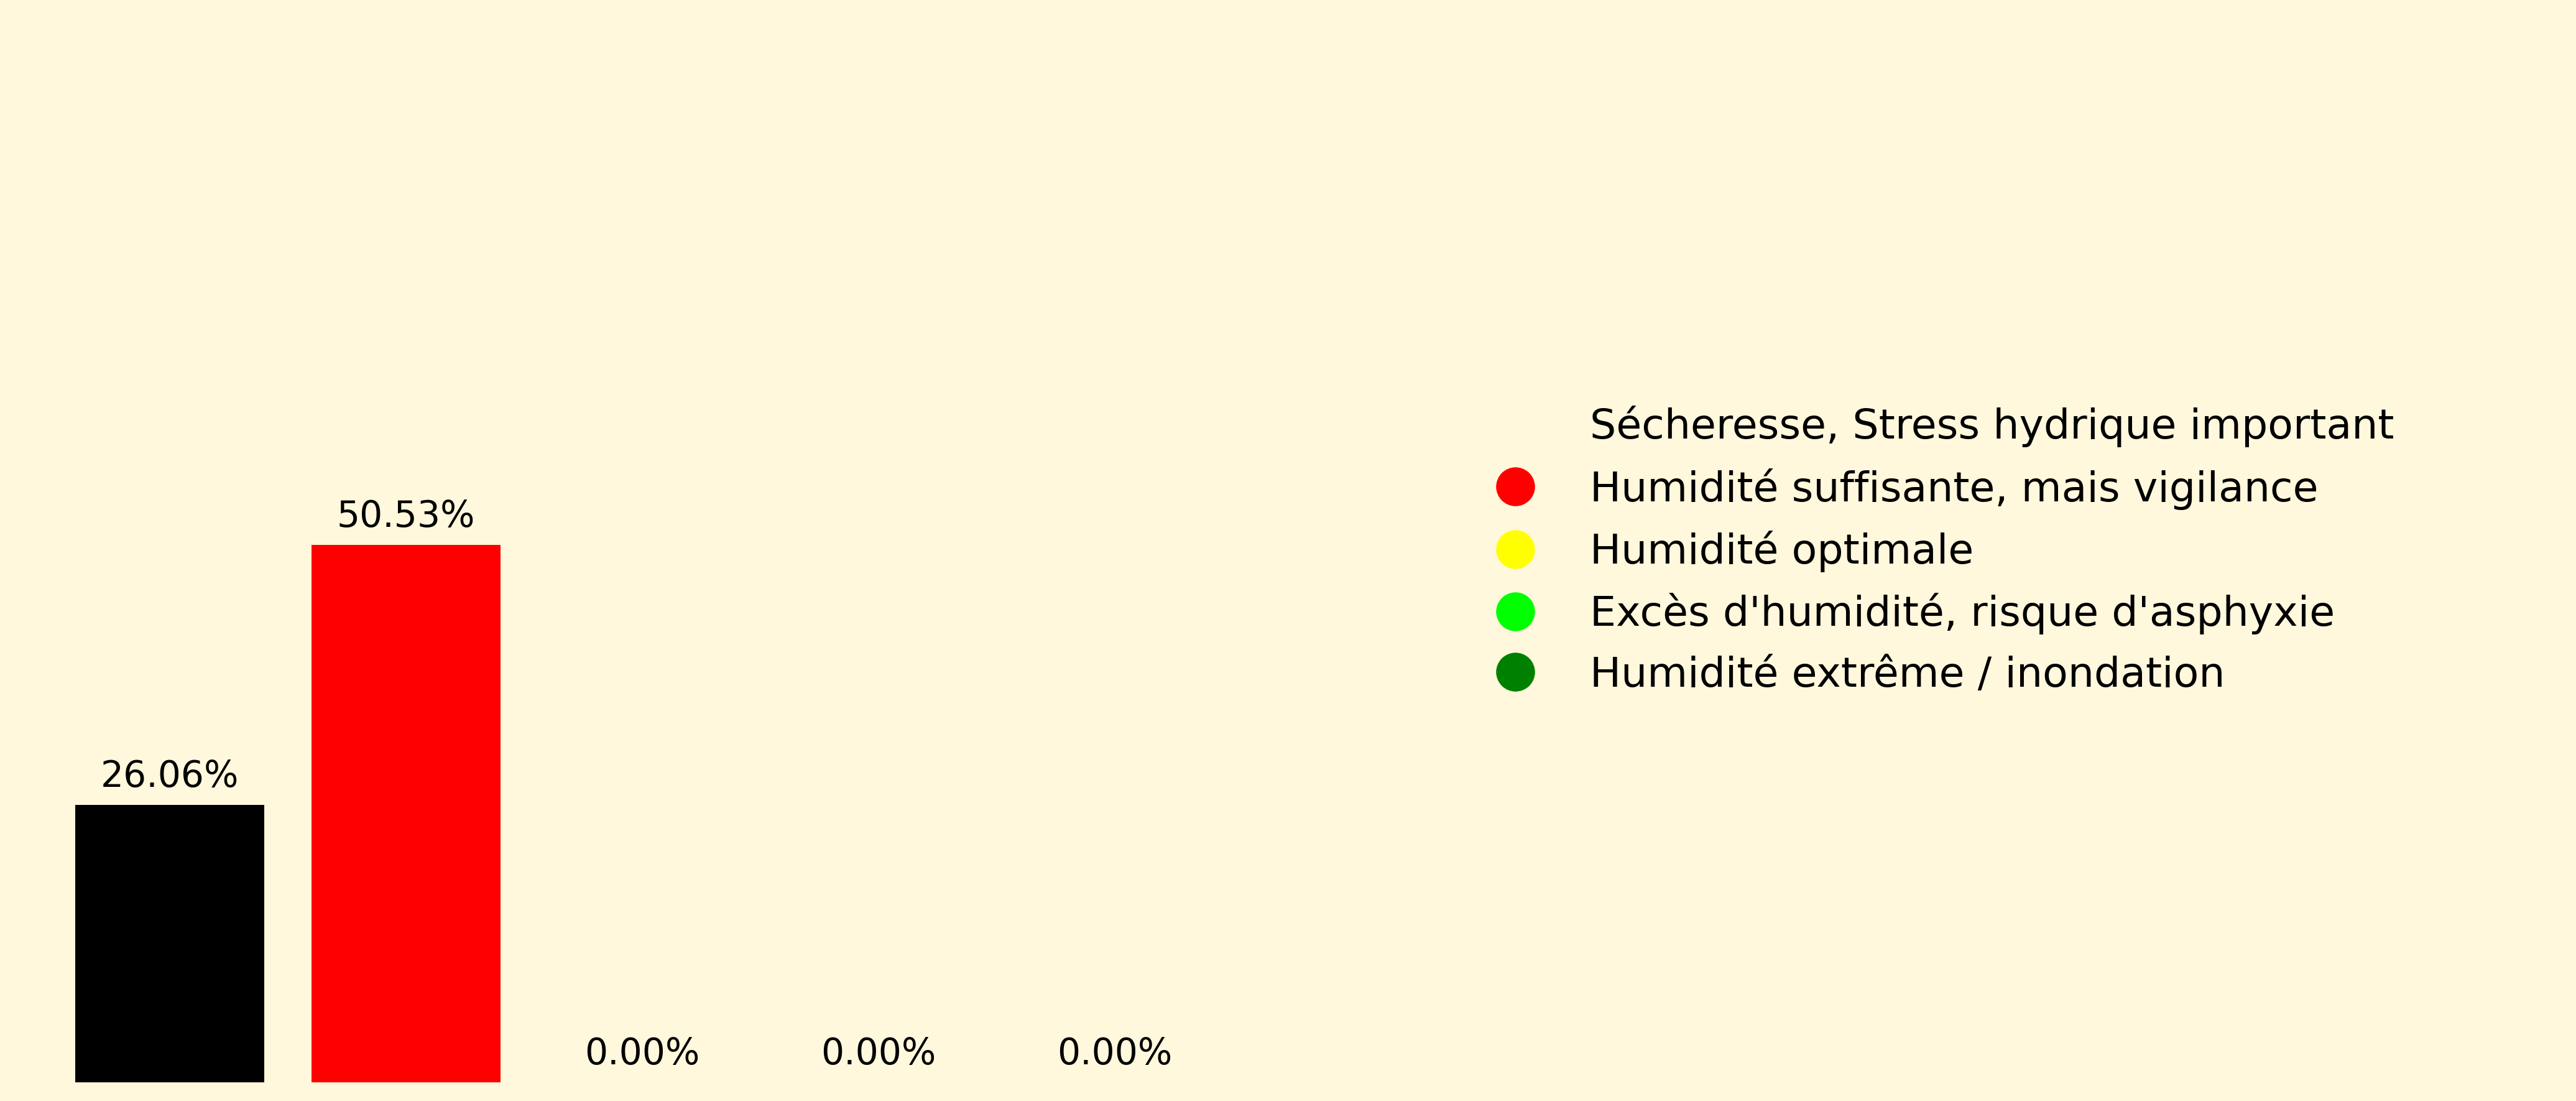 50.53%
26.06%
0.00%
0.00%
0.00%
Sécheresse, Stress hydrique important
Humidité suffisante, mais vigilance
Humidité optimale
Excès d'humidité, risque d'asphyxie
Humidité extrême / inondation